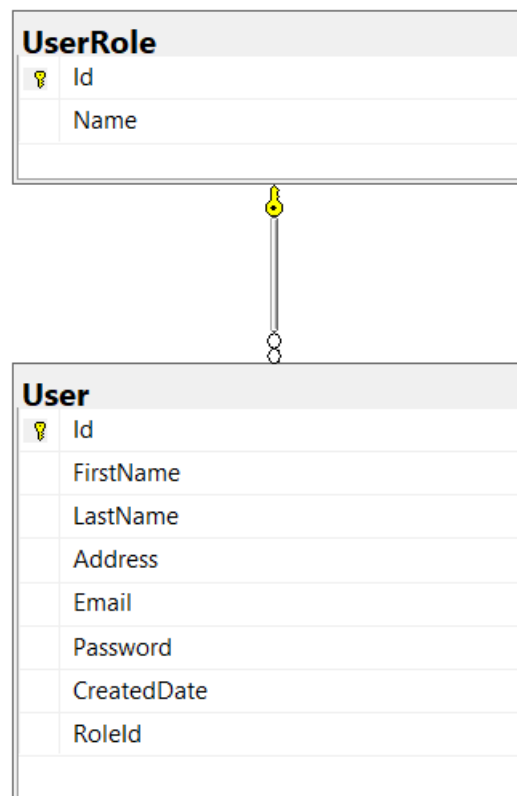 UserRole
Id
Name
User
Id
FirstName
LastName
Address
Email
Password
CreatedDate
RoleId